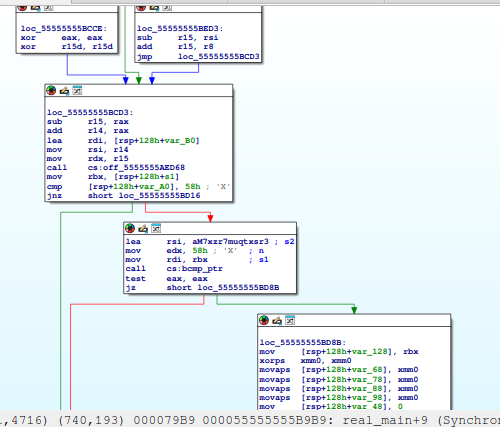 loc_55555555BCCE:
xor eax, eax
xor r15d, r15d
loc_55555555BED3:
sub r15, rsi
add r15, r8
jmp loc_55555555BCD3
loc_55555555BCD3:
sub r15, rax
add r14, rax
lea rdi, [rsp+128h+var_B0]
mov rsi, r14
mov rdx, r15
call cs:off_5555555AED68
mov rbx, [rsp+128h+s1]
cmp [rsp+128h+var_A0], 58h ; 'X'
jnz short loc_55555555BD16
lea rsi, aM7xzr7muqtxsr3 ; s2
mov edx, 58h ; 'X' ; n
mov rdi, rbx ; s1
call cs:bcmp_ptr
test eax, eax
jz short loc_55555555BD8B
loc_55555555BD8B:
mov [rsp+128h+var_128], rbx
xorps xmm0, xmm0
movaps [rsp+128h+var_68], xmm0
movaps [rsp+128h+var_78], xmm0
movaps [rsp+128h+var_88], xmm0
movaps [rsp+128h+var_98], xmm0
mov [rsp+128h+var_48], 0
,4716) (740,193) 000079B9 000055555555B9B9: real_main+9 (Synchror